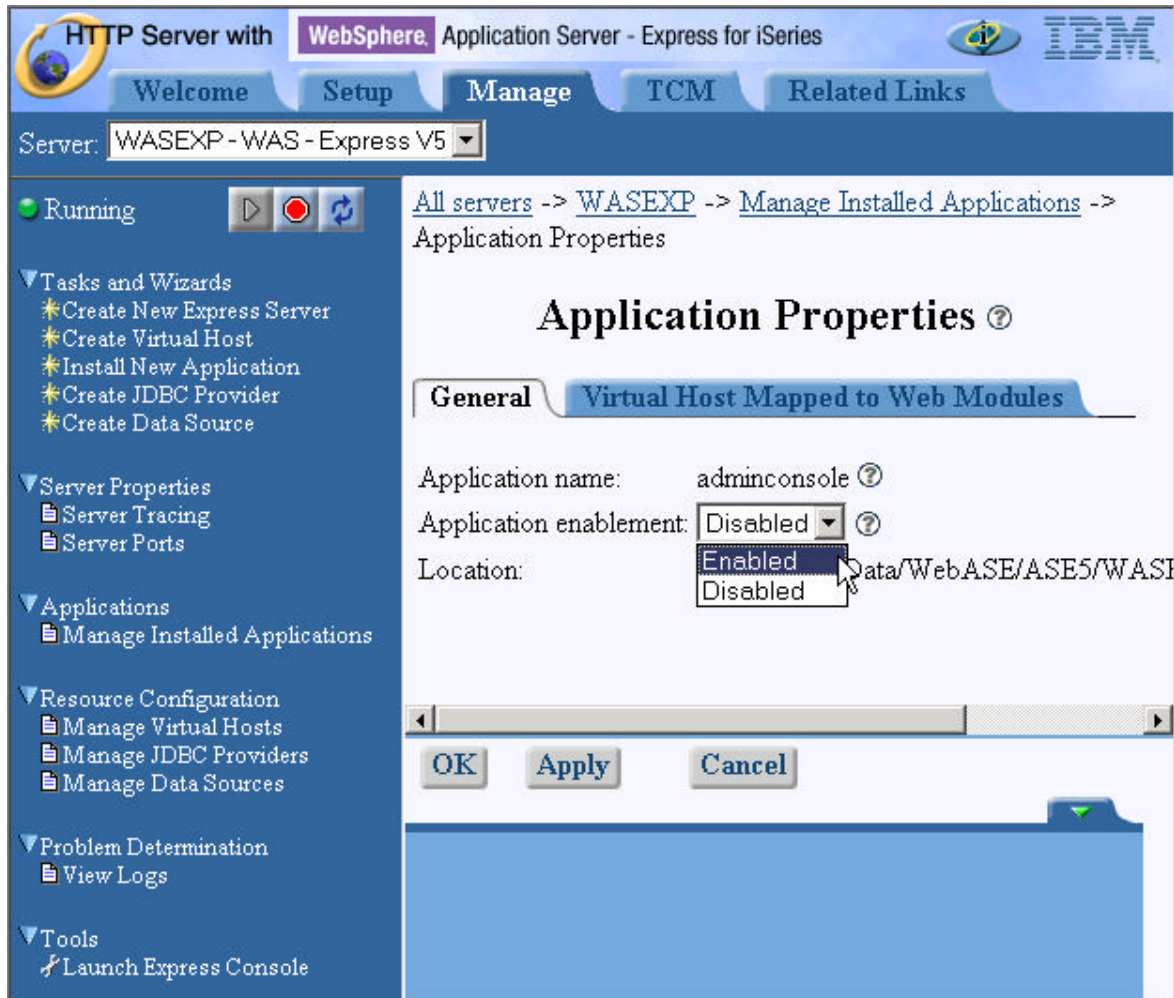 HTTP Server with WebSphere. Application Server - Express for iSeries IBM
Welcome Setup Manage TCM Related Links
Server: WASEXP - WAS - Express V5
Running
Tasks and Wizards
Create New Express Server
Create Virtual Host
Install New Application
Create JDBC Provider
Create Data Source
Server Properties
Server Tracing
Server Ports
Applications
Manage Installed Applications
Resource Configuration
Manage Virtual Hosts
Manage JDBC Providers
Manage Data Sources
Problem Determination
View Logs
Tools
Launch Express Console
All servers -> WASEXP -> Manage Installed Applications ->
Application Properties
Application Properties ?
General Virtual Host Mapped to Web Modules
Application name: adminconsole ?
Application enablement: Disabled ?
Enabled
Disabled
Location: Data/WebASE/ASE5/
OK Apply Cancel